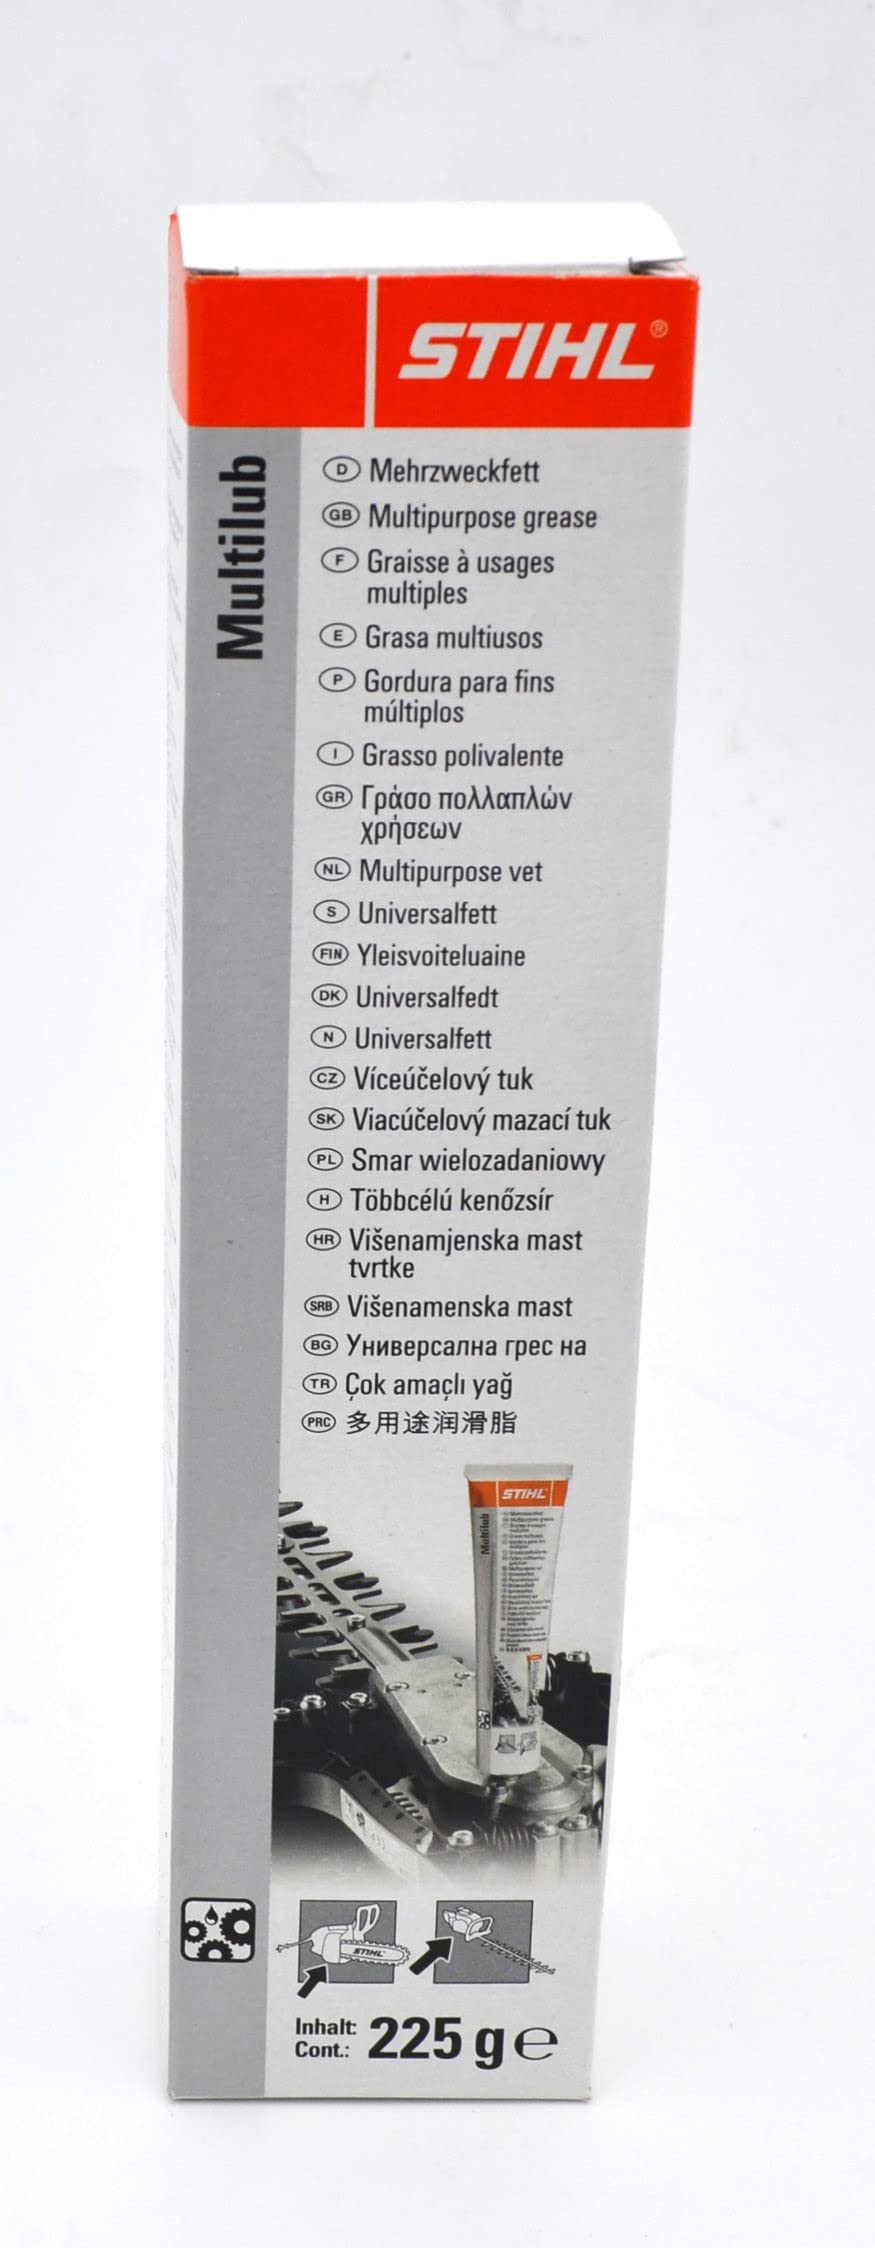 STIHL®
Multilub
D Mehrzweckfett
GB Multipurpose grease
F Graisse à usages
multiples
E Grasa multiusos
P Gordura para fins
múltiplos
I Grasso polivalente
GR Γράσο πολλαπλών
χρήσεων
NL Multipurpose vet
S Universalfett
FIN Yleisvoiteluaine
DK Universalfedt
N Universalfett
CZ Víceúčelový tuk
SK Viacúčelový mazací tuk
PL Smar wielozadaniowy
H Többcélú kenőzsír
HR Višenamjenska mast
tvrtke
SRB Višenamenska mast
BG Универсална грес на
TR Çok amaçlı yağ
PRC 多用途润滑脂
STIHL
Multilub
STIHL
Inhalt:
Cont.: 225 g ℮